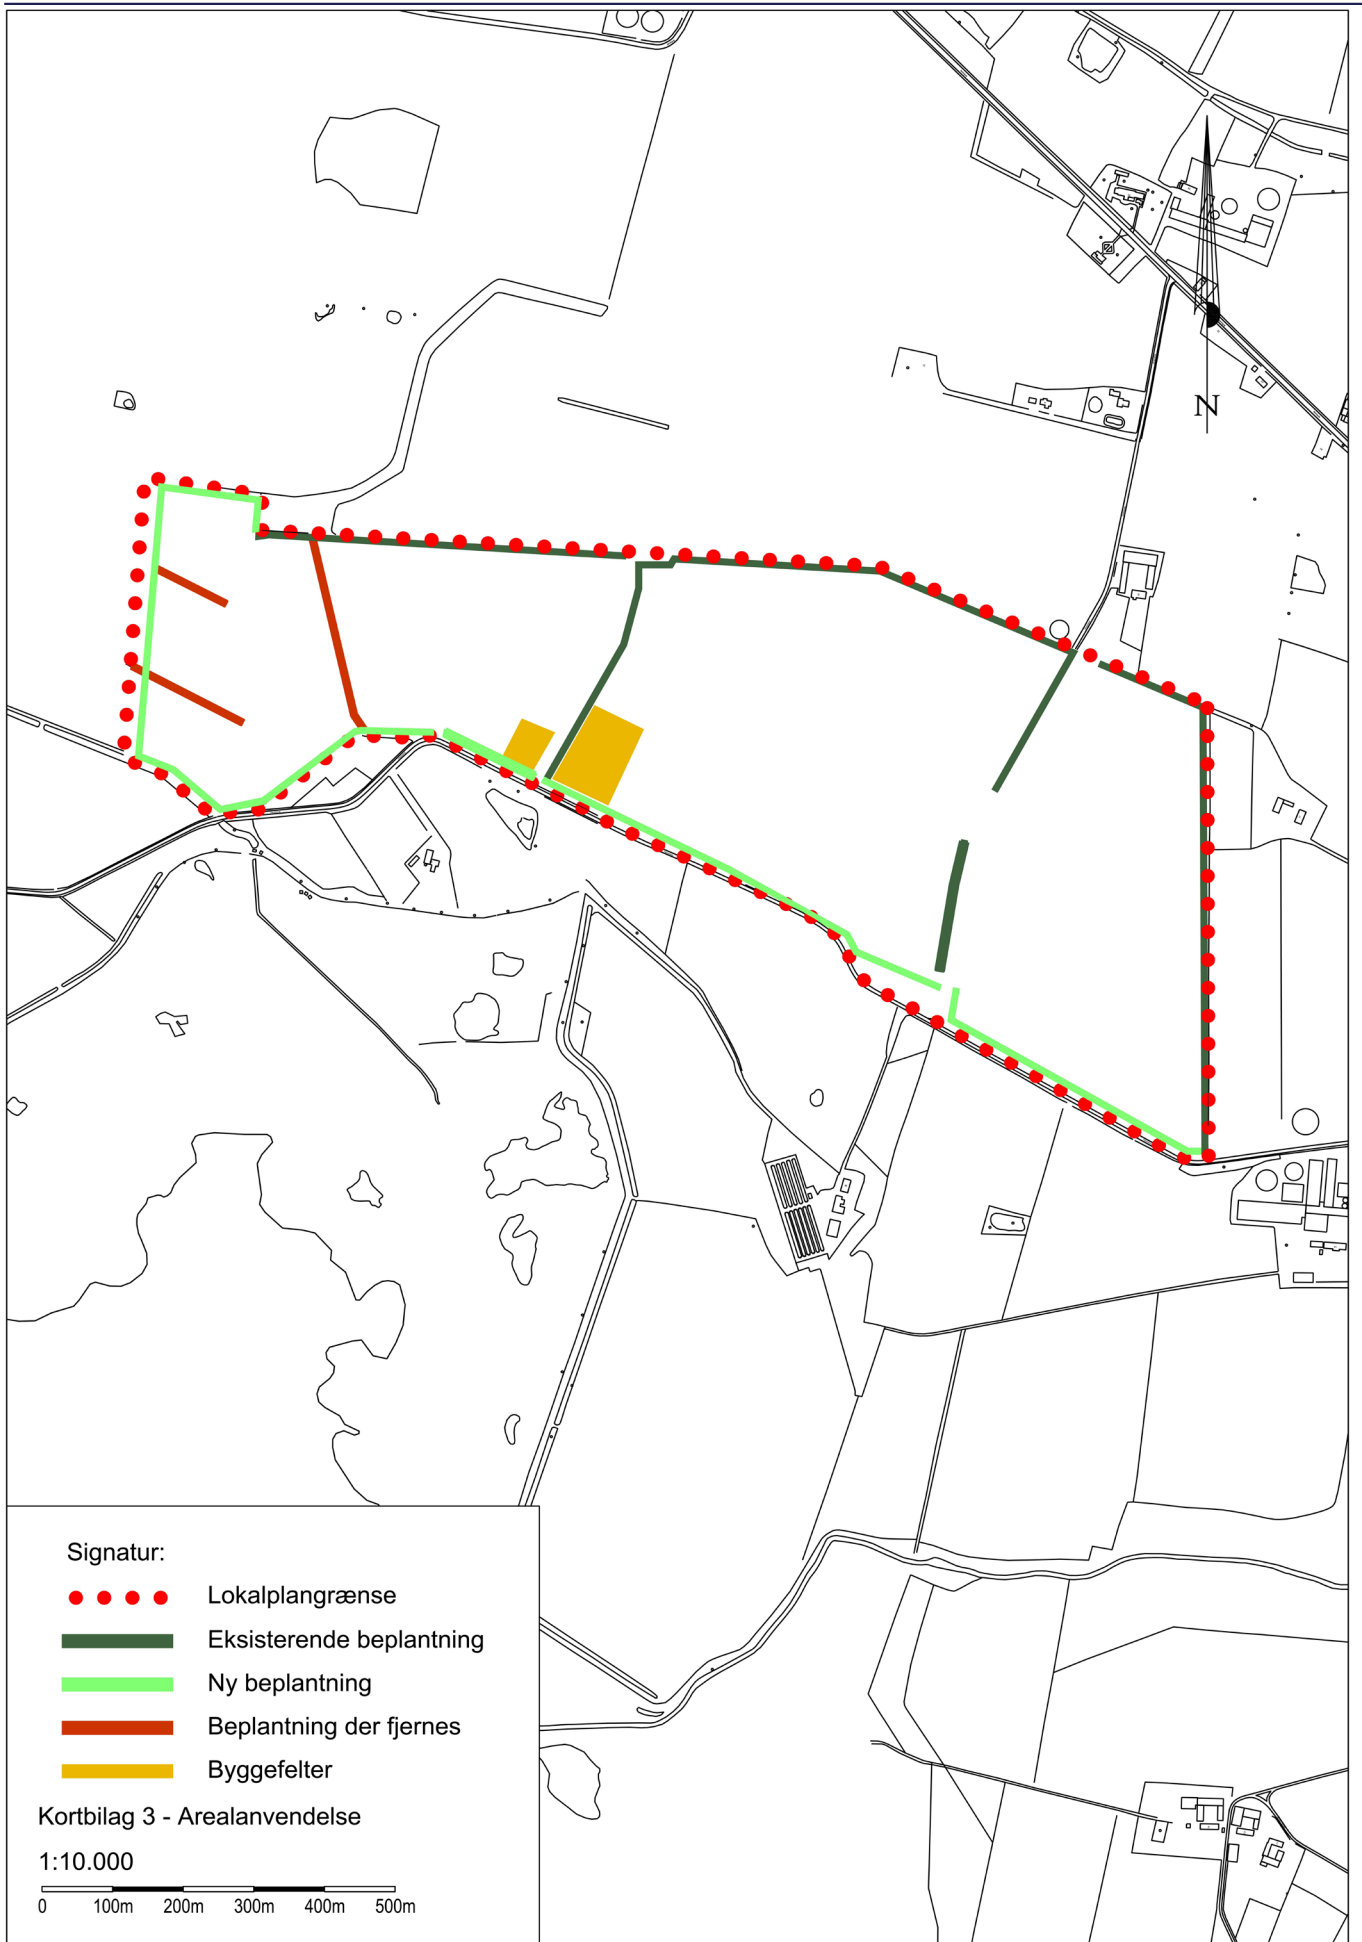 N
Signatur:
Lokalplangrænse
Eksisterende beplantning
Ny beplantning
Beplantning der fjernes
Byggefelter
Kortbilag 3 - Arealanvendelse
1:10.000
0 100m 200m 300m 400m 500m